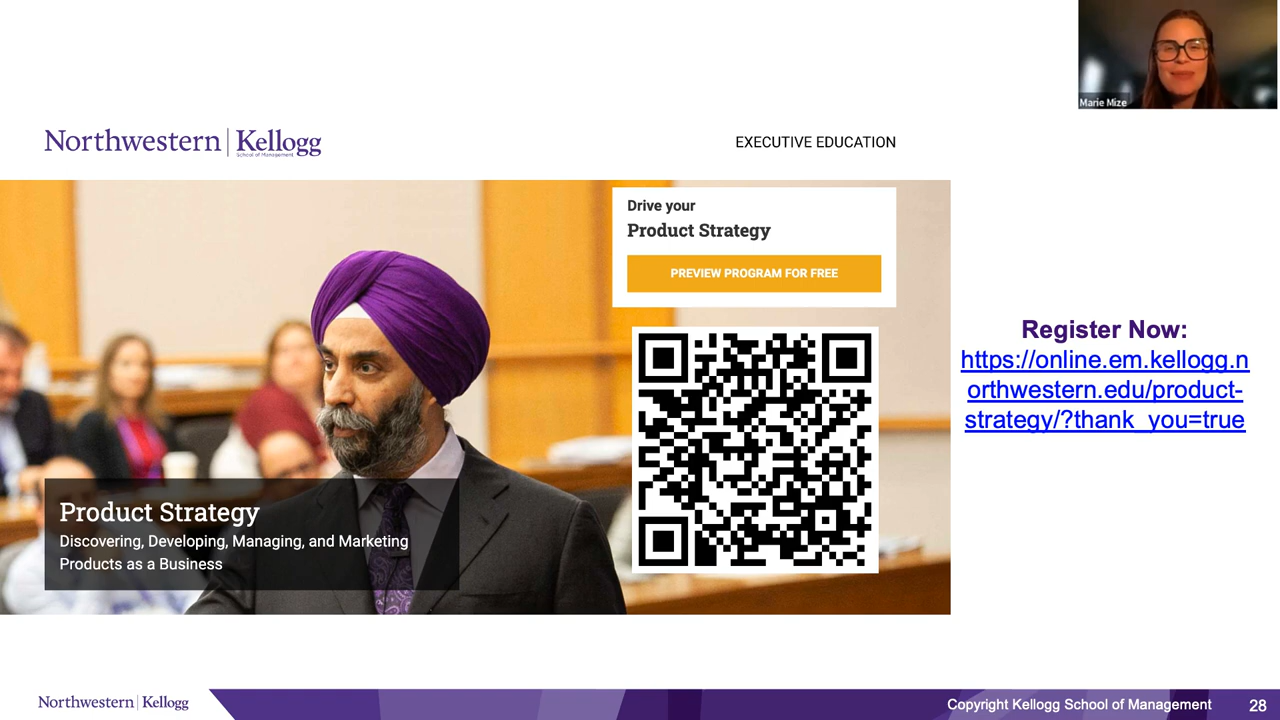 Marie Mize
Northwestern | Kellogg
School of Management
EXECUTIVE EDUCATION
Drive your
Product Strategy
PREVIEW PROGRAM FOR FREE
Register Now:
https://online.em.kellogg.n
orthwestern.edu/product-
strategy/?thank_you=true
Product Strategy
Discovering, Developing, Managing, and Marketing
Products as a Business
Northwestern | Kellogg
Copyright Kellogg School of Management
28